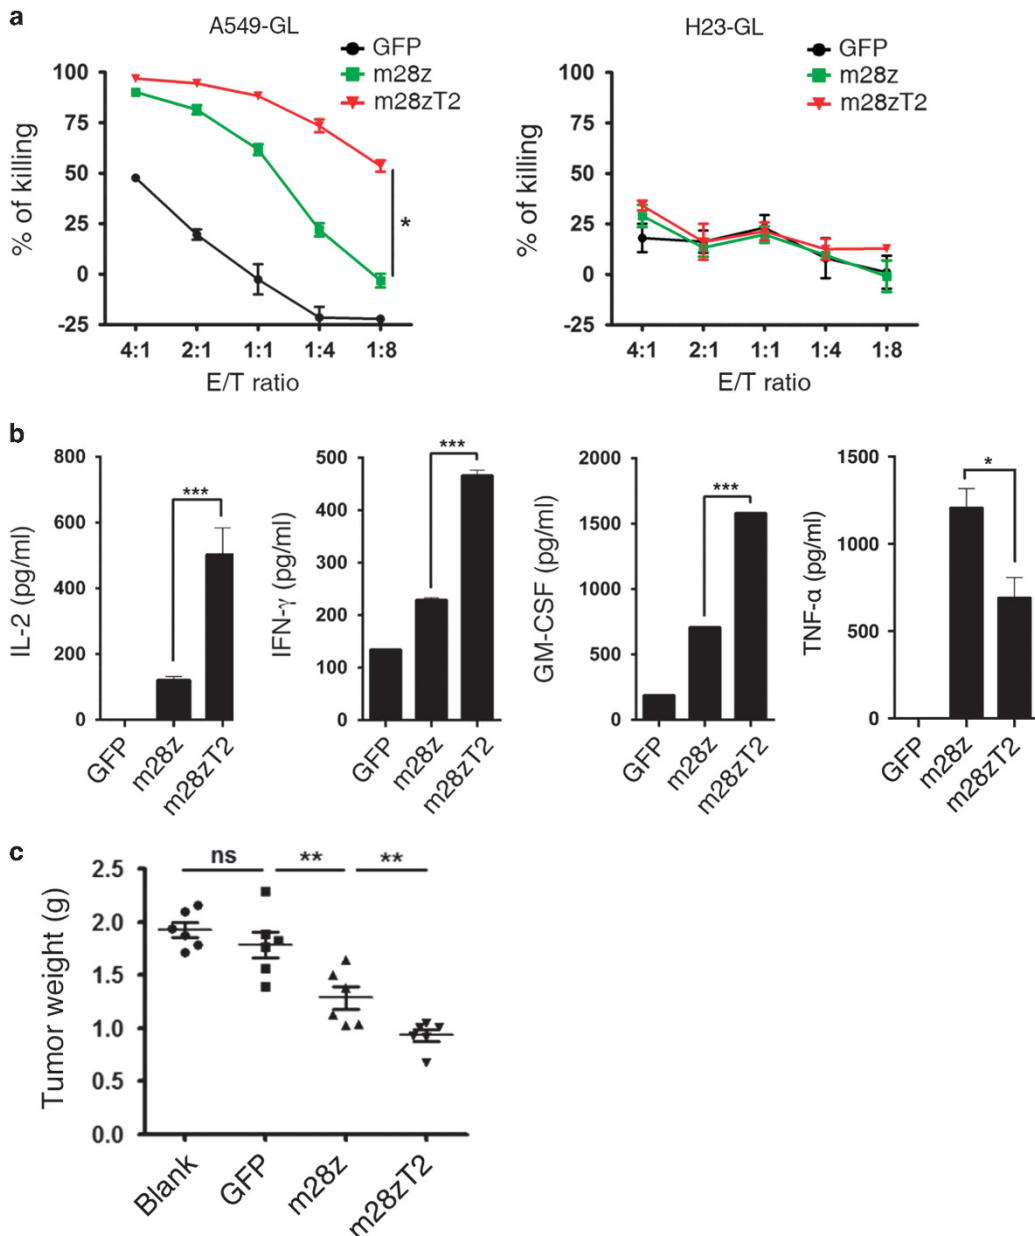 a
A549-GL
GFP
m28z
m28zT2
% of killing
100
75
50
25
0
-25
*
4:1 2:1 1:1 1:4 1:8
E/T ratio
H23-GL
GFP
m28z
m28zT2
% of killing
100
75
50
25
0
-25
4:1 2:1 1:1 1:4 1:8
E/T ratio
b
IL-2 (pg/ml)
800
600
400
200
0
***
GFP m28z m28zT2
IFN-γ (pg/ml)
500
400
300
200
100
0
***
GFP m28z m28zT2
GM-CSF (pg/ml)
2000
1500
1000
500
0
***
GFP m28z m28zT2
TNF-α (pg/ml)
1500
1000
500
0
*
GFP m28z m28zT2
c
Tumor weight (g)
2.5
2.0
1.5
1.0
0.5
0.0
ns ** **
Blank GFP m28z m28zT2